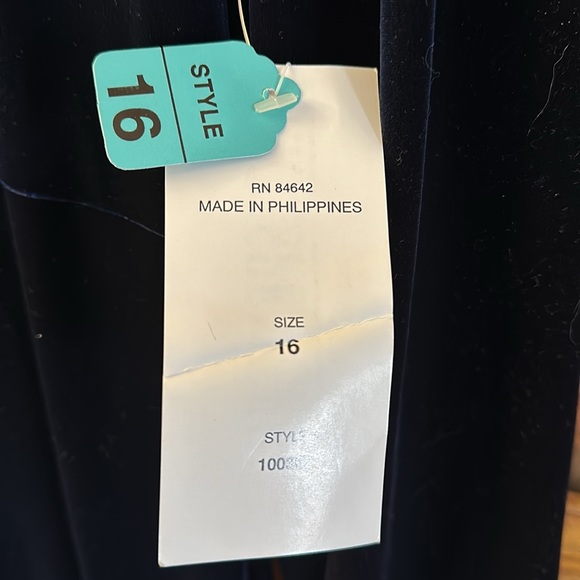 STYLE
16
RN 84642
MADE IN PHILIPPINES
SIZE
16